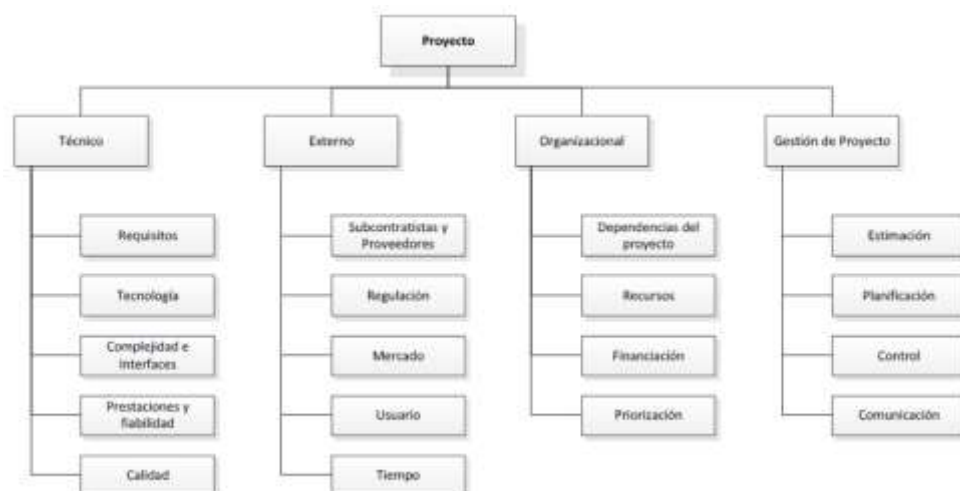 Proyecto
Técnico
Externo
Organizacional
Gestión de Proyecto
Requisitos
Subcontratistas y
Proveedores
Dependencias del
proyecto
Estimación
Tecnología
Regulación
Recursos
Planificación
Complejidad e
interfaces
Mercado
Financiación
Control
Prestaciones y
fiabilidad
Usuario
Priorización
Comunicación
Calidad
Tiempo